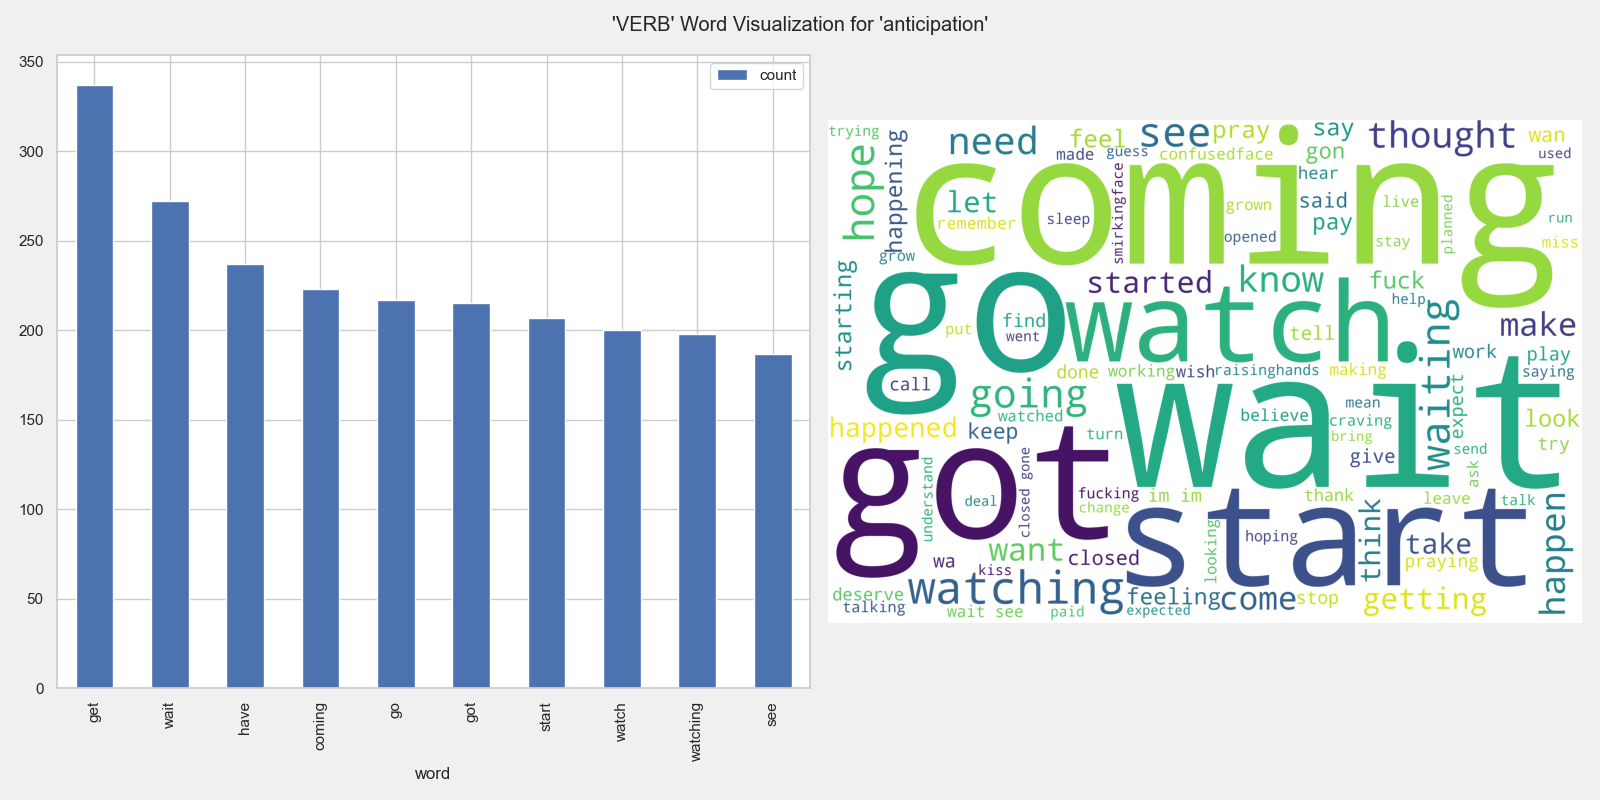 'VERB' Word Visualization for 'anticipation'
350
300
250
200
150
100
50
0
count
get
wait
have
coming
go
got
start
watch
watching
see
word
trying
need
feel
see
pray
say
thought
wan
made
guess
confusedface
gon
used
hope
happening
coming
hear
let
remember
sleep
smirkingface
grown
said
pay
live
planned
run
opened
stay
miss
grow
starting
go
started
know
fuck
help
watch
make
put
find
went
tell
waiting
work
play
call
done
working
wish
raisinghands
making
saying
going
watched
wait
believe
mean
craving
bring
expect
look
try
happened
keep
turn
give
send
ask
got
understand
deal
closed
gone
fucking
change
im im
thank
leave
talk
start
think
happen
hoping
looking
take
praying
wa
want
kiss
closed
watching
feeling
come
stop
getting
deserve
talking
wait see
paid
expected